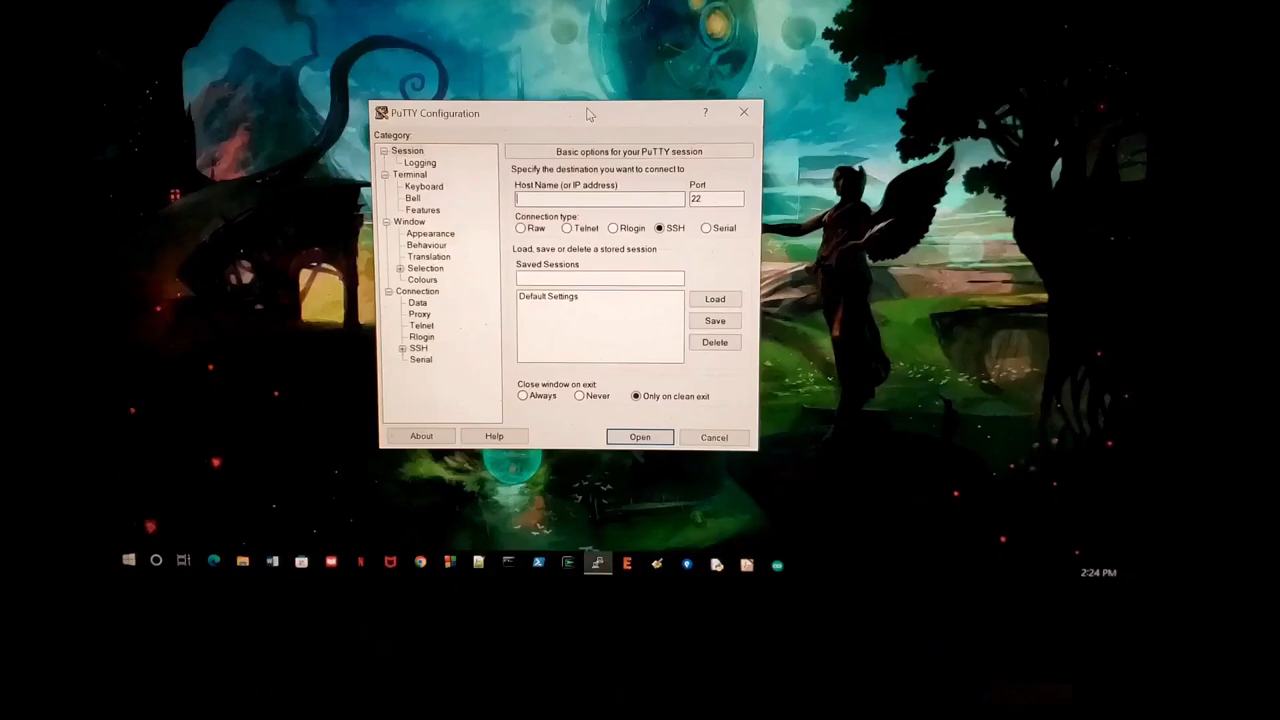 PuTTY Configuration
?
Category:
Session
Logging
Terminal
Keyboard
Bell
Features
Window
Appearance
Behaviour
Translation
Selection
Colours
Connection
Data
Proxy
Telnet
Rlogin
SSH
Serial
Basic options for your PuTTY session
Specify the destination you want to connect to
Host Name (or IP address) Port
22
Connection type:
Raw Telnet Rlogin SSH Serial
Load, save or delete a stored session
Saved Sessions
Default Settings
Load
Save
Delete
Close window on exit:
Always Never Only on clean exit
About Help Open Cancel
2:24 PM